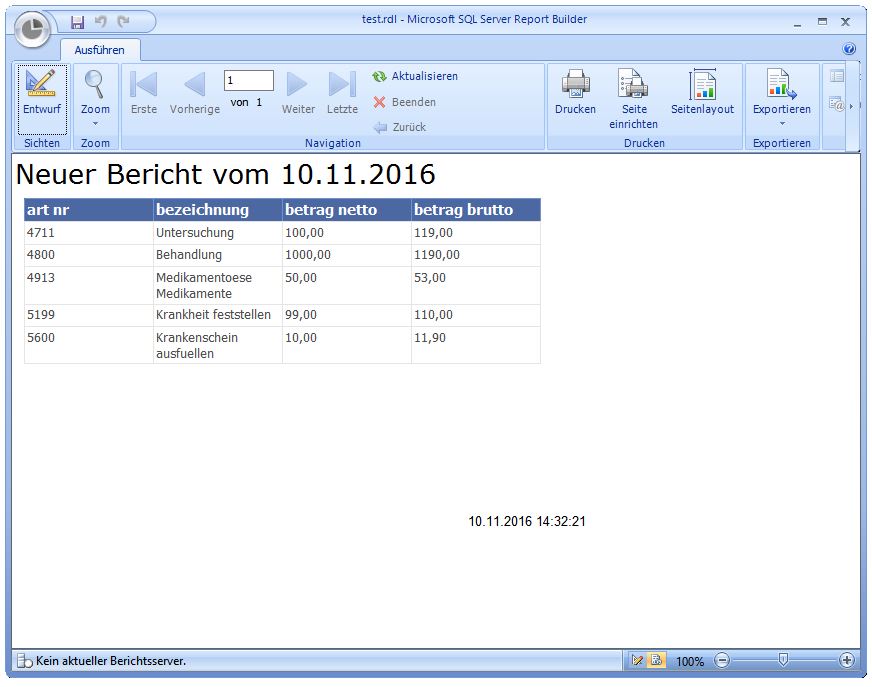 test.rdl - Microsoft SQL Server Report Builder
Ausführen
Entwurf
Zoom
Erste
Vorherige
1
von 1
Weiter
Letzte
Aktualisieren
Beenden
Zurück
Drucken
Seite
einrichten
Seitenlayout
Exportieren
Sichten
Zoom
Navigation
Drucken
Exportieren
Neuer Bericht vom 10.11.2016
art nr bezeichnung betrag netto betrag brutto
4711 Untersuchung 100,00 119,00
4800 Behandlung 1000,00 1190,00
4913 Medikamentoese 50,00 53,00
Medikamente
5199 Krankheit feststellen 99,00 110,00
5600 Krankenschein 10,00 11,90
ausfuellen
10.11.2016 14:32:21
Kein aktueller Berichtsserver.
100%